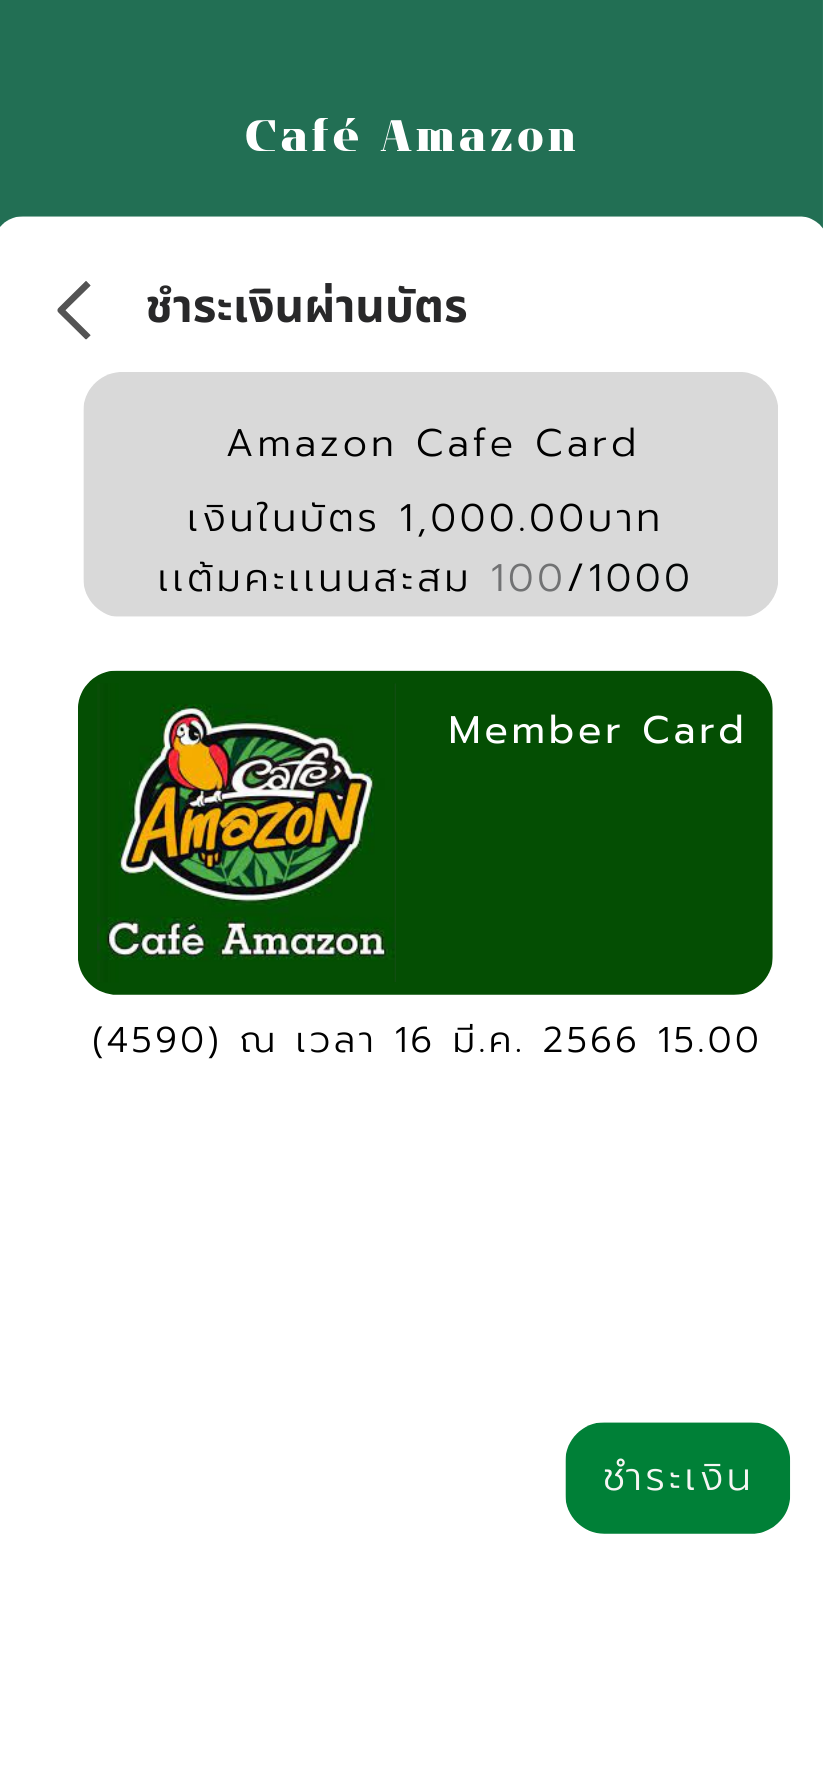 Café Amazon
ชำระเงินผ่านบัตร
Amazon Cafe Card
เงินในบัตร 1,000.00บาท
แต้มคะแนนสะสม 100/1000
Member Card
Café
Amazon
Café Amazon
(4590) ณ เวลา 16 มี.ค. 2566 15.00
ชำระเงิน